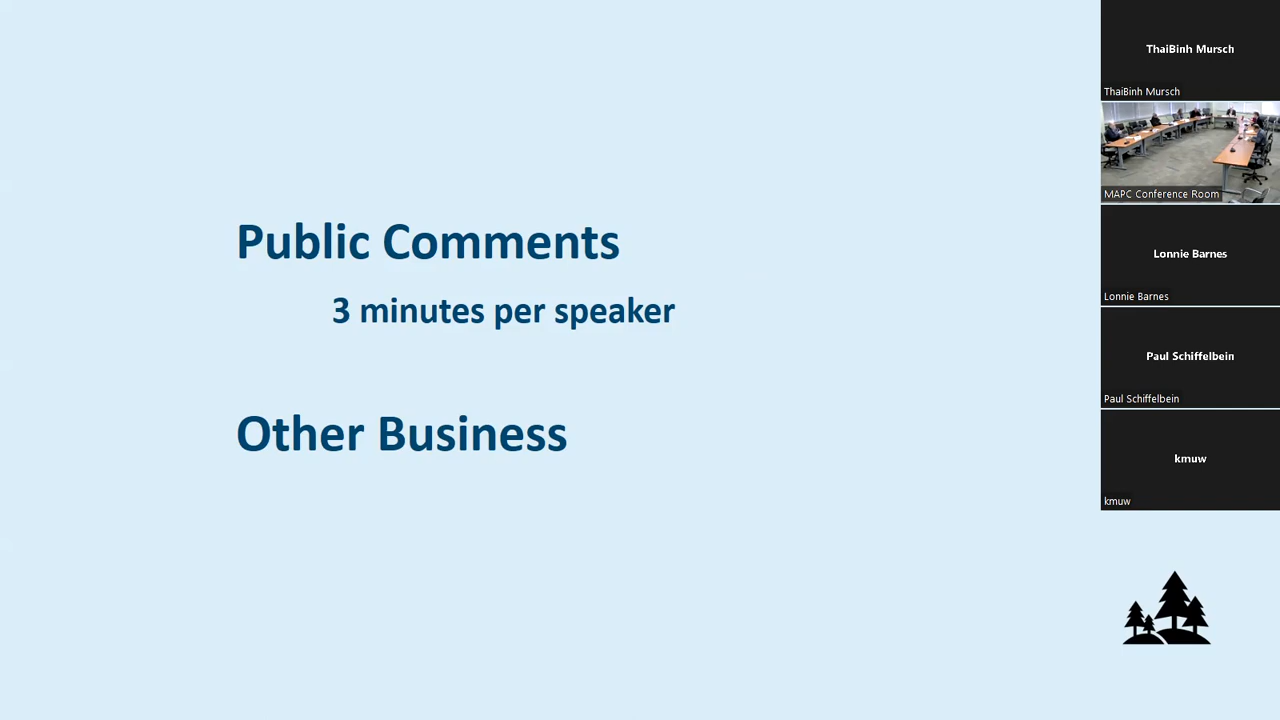 Public Comments
3 minutes per speaker
Other Business
ThaiBinh Mursch
ThaiBinh Mursch
MAPC Conference Room
Lonnie Barnes
Lonnie Barnes
Paul Schiffelbein
Paul Schiffelbein
kmuw
kmuw